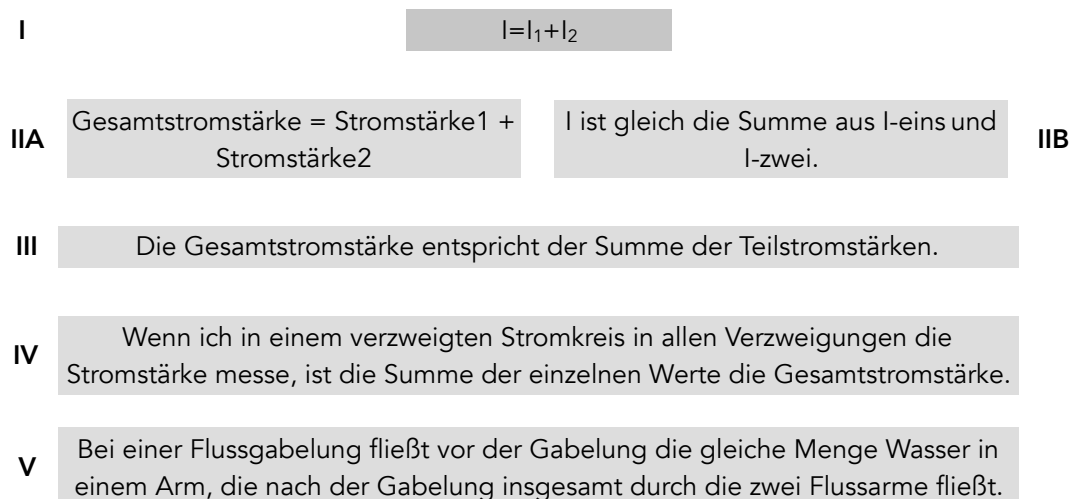 I
I=I₁+I₂
IIA
Gesamtstromstärke = Stromstärke1 +
Stromstärke2
I ist gleich die Summe aus I-eins und
I-zwei.
IIB
III
Die Gesamtstromstärke entspricht der Summe der Teilstromstärken.
IV
Wenn ich in einem verzweigten Stromkreis in allen Verzweigungen die
Stromstärke messe, ist die Summe der einzelnen Werte die Gesamtstromstärke.
V
Bei einer Flussgabelung fließt vor der Gabelung die gleiche Menge Wasser in
einem Arm, die nach der Gabelung insgesamt durch die zwei Flussarme fließt.